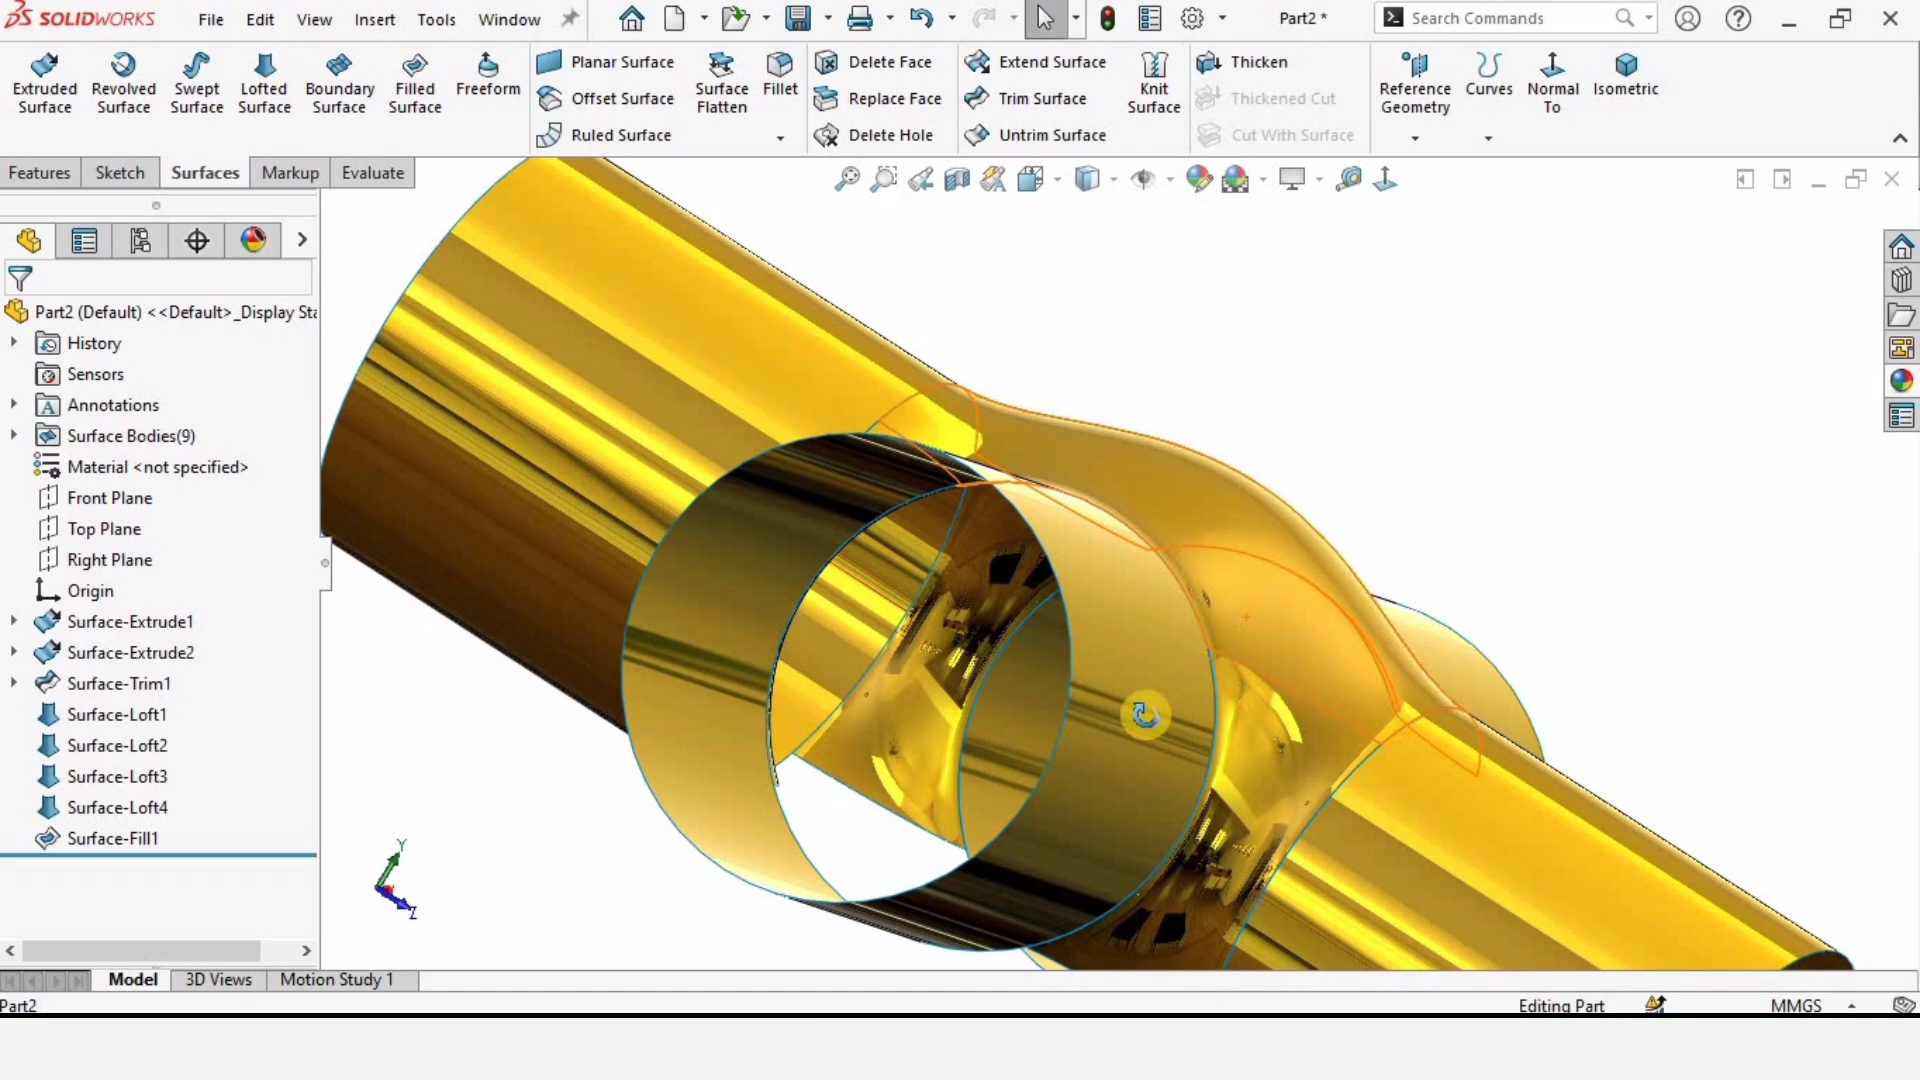 SOLIDWORKS File Edit View Insert Tools Window Part2 * Search Commands
Extruded Surface
Revolved Surface
Swept Surface
Lofted Surface
Boundary Surface
Filled Surface
Freeform
Planar Surface
Offset Surface
Ruled Surface
Surface Flatten
Fillet
Delete Face
Replace Face
Delete Hole
Extend Surface
Trim Surface
Untrim Surface
Knit Surface
Thicken
Thickened Cut
Cut With Surface
Reference Geometry
Curves
Normal To
Isometric
Features Sketch Surfaces Markup Evaluate
Part2 (Default) <<Default>_Display Sta
History
Sensors
Annotations
Surface Bodies(9)
Material <not specified>
Front Plane
Top Plane
Right Plane
Origin
Surface-Extrude1
Surface-Extrude2
Surface-Trim1
Surface-Loft1
Surface-Loft2
Surface-Loft3
Surface-Loft4
Surface-Fill1
Y
Z
Model 3D Views Motion Study 1
Part2 Editing Part MMGS